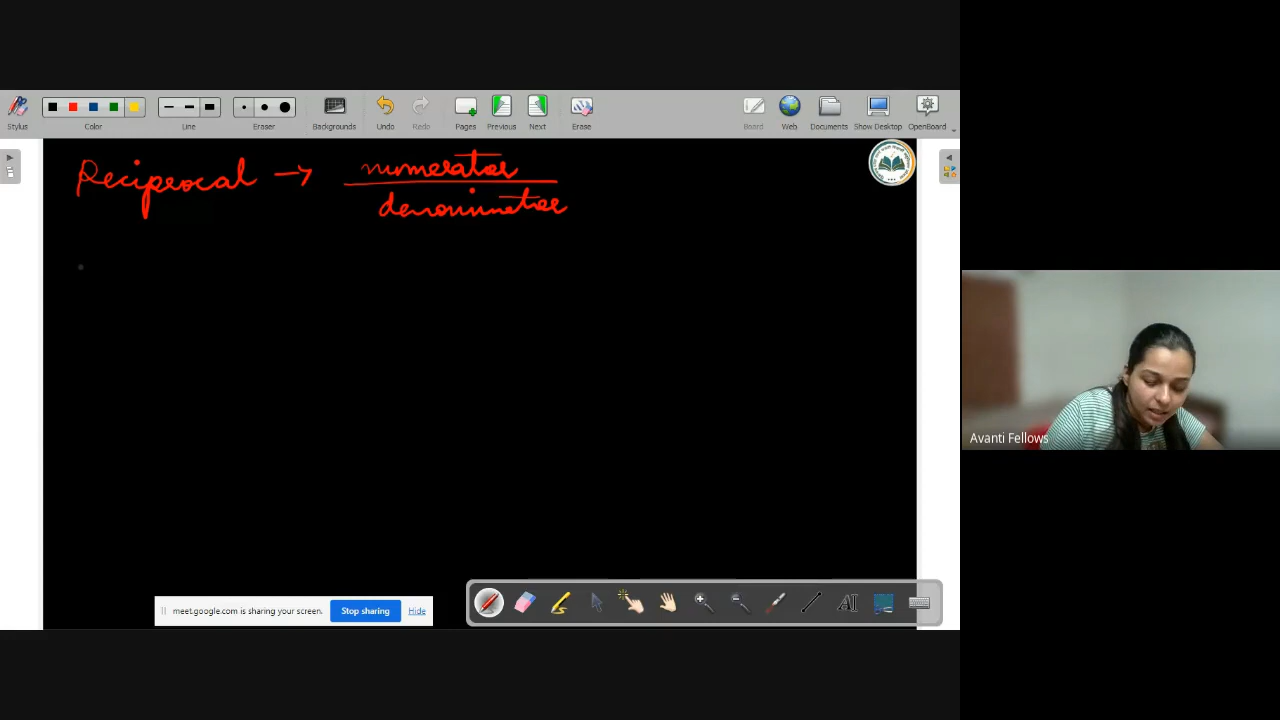 Stylus
Color
Line
Eraser
Backgrounds
Undo
Redo
Pages
Previous
Next
Erase
Board
Web
Documents
Show Desktop
OpenBoard
Reciprocal → numerator
denominator
Avanti Fellows
AI
meet.google.com is sharing your screen.
Stop sharing
Hide